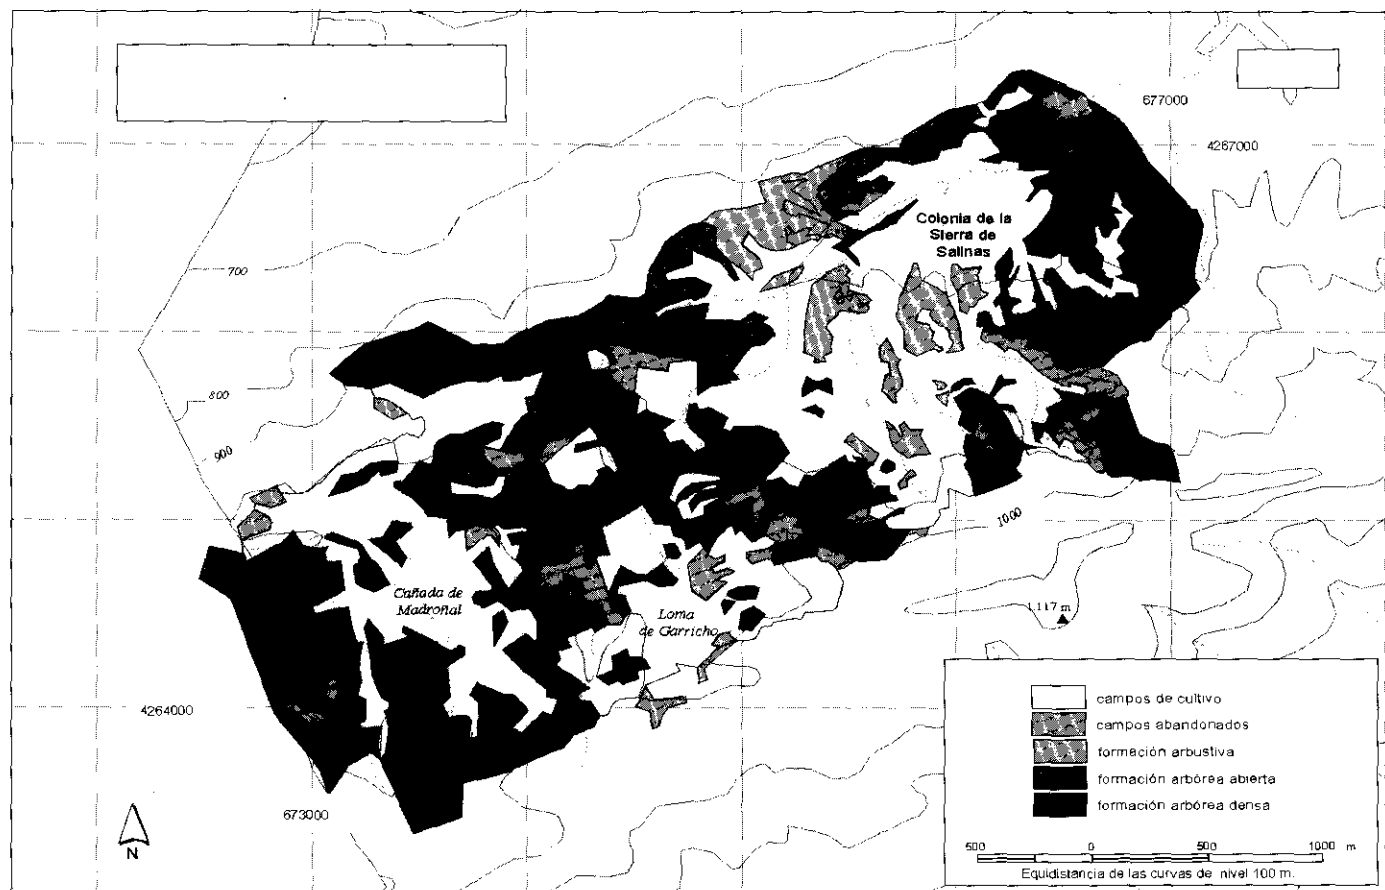 677000
4267000
Colonia de la
Sierra de
Salinas
700
800
900
1000
Cañada de
Madroñal
Loma
de Garricho
1.117 m
4264000
673000
N
campos de cultivo
campos abandonados
formación arbustiva
formación arbórea abierta
formación arbórea densa
500 0 500 1000 m
Equidistancia de las curvas de nivel 100 m.